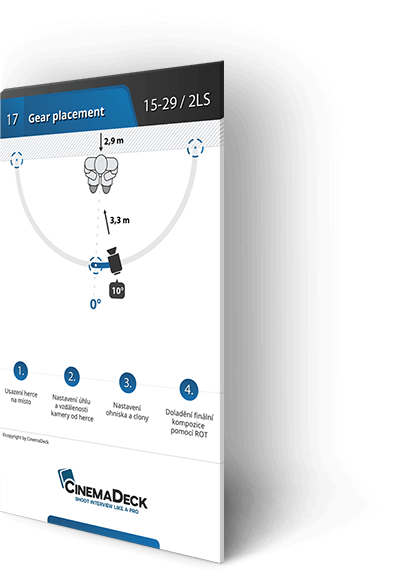 17 Gear placement 15-29 / 2LS
2,9 m
3,3 m
10°
0°
1.
Usazení herce
na místo
2.
Nastavení úhlu
a vzdálenosti
kamery od herce
3.
Nastavení
ohniska a clony
4.
Doladění finální
kompozice
pomocí ROT
©copyright by CinemaDeck
CINEMADECK
SHOOT INTERVIEW LIKE A PRO